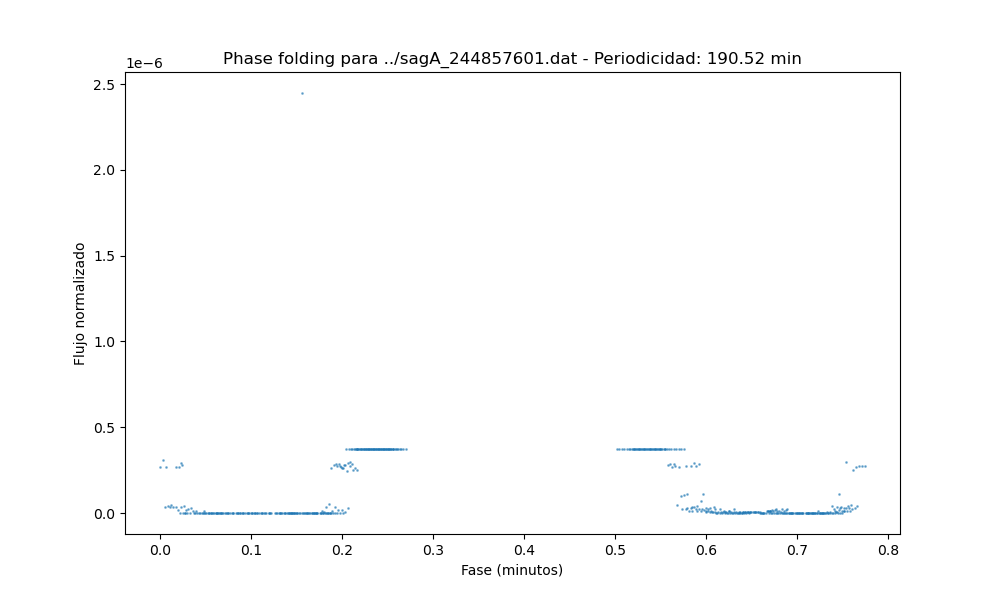 Phase folding para ../sagA_244857601.dat - Periodicidad: 190.52 min
1e−6
2.5
2.0
1.5
1.0
0.5
0.0
Flujo normalizado
0.0 0.1 0.2 0.3 0.4 0.5 0.6 0.7 0.8
Fase (minutos)